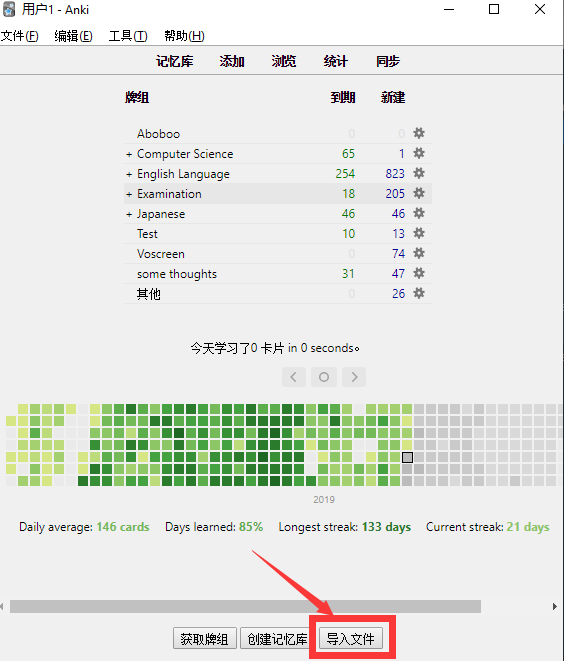 用户1 - Anki
文件(F) 编辑(E) 工具(T) 帮助(H)
记忆库 添加 浏览 统计 同步
牌组 到期 新建
Aboboo 0 0
+ Computer Science 65 1
+ English Language 254 823
+ Examination 18 205
+ Japanese 46 46
Test 10 13
Voscreen 0 74
some thoughts 31 47
其他 0 26
今天学习了0 卡片 in 0 seconds。
2019
Daily average: 146 cards Days learned: 85% Longest streak: 133 days Current streak: 21 days
获取牌组 创建记忆库 导入文件